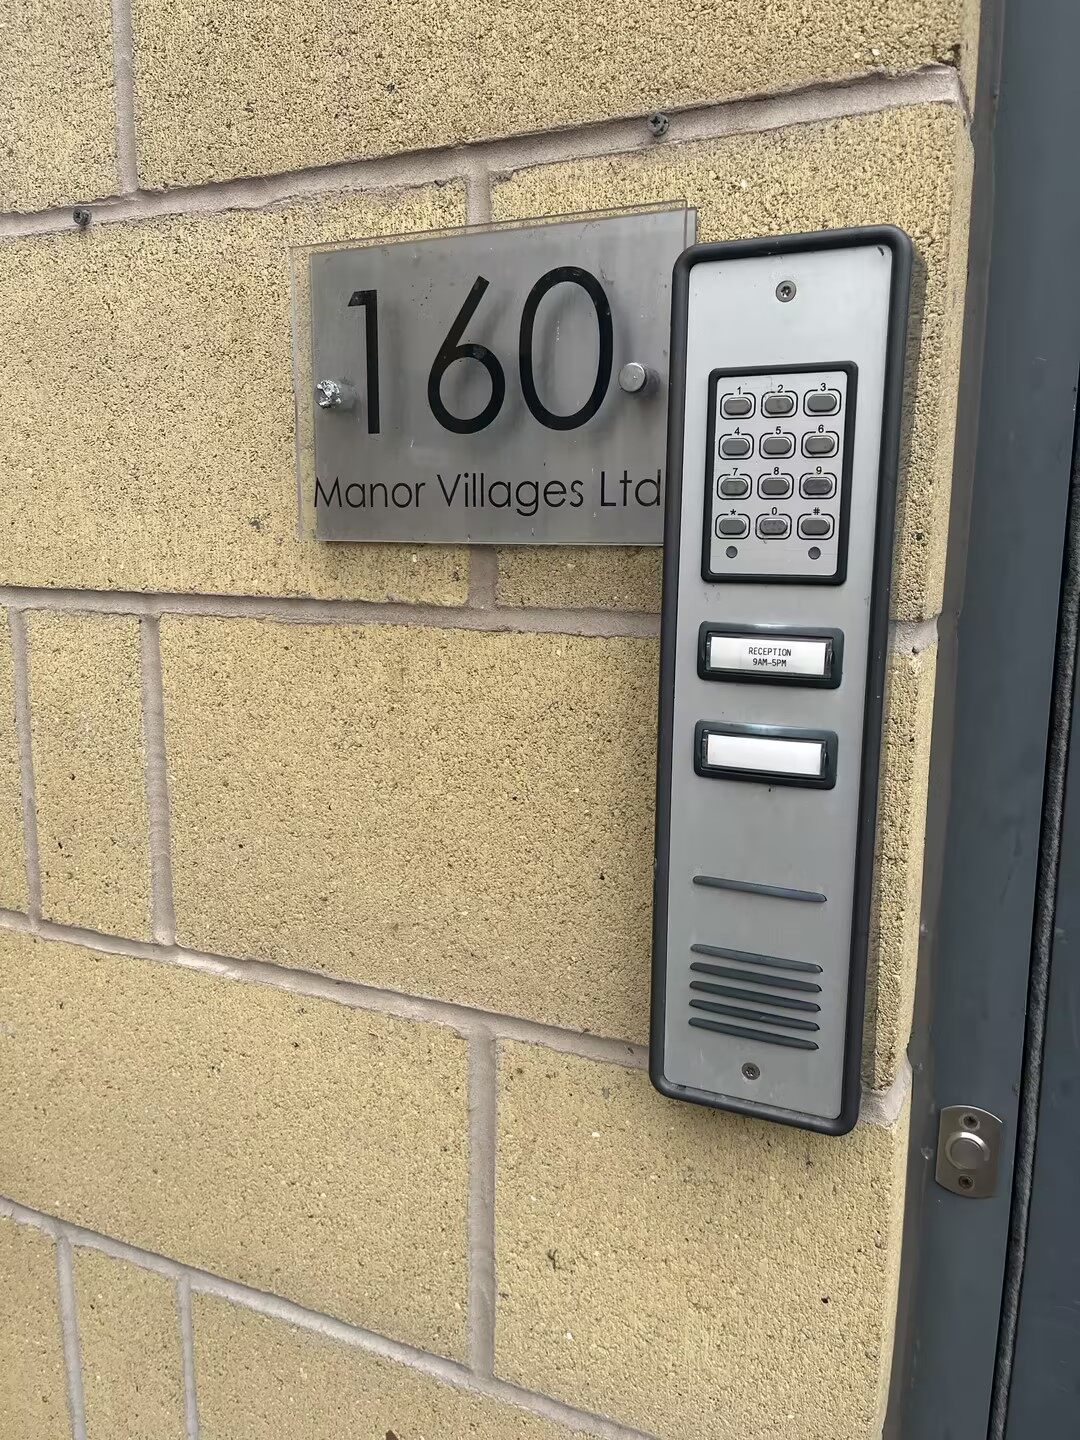 160
Manor Villages Ltd
1 2 3
4 5 6
7 8 9
* 0 #
RECEPTION
9AM-5PM